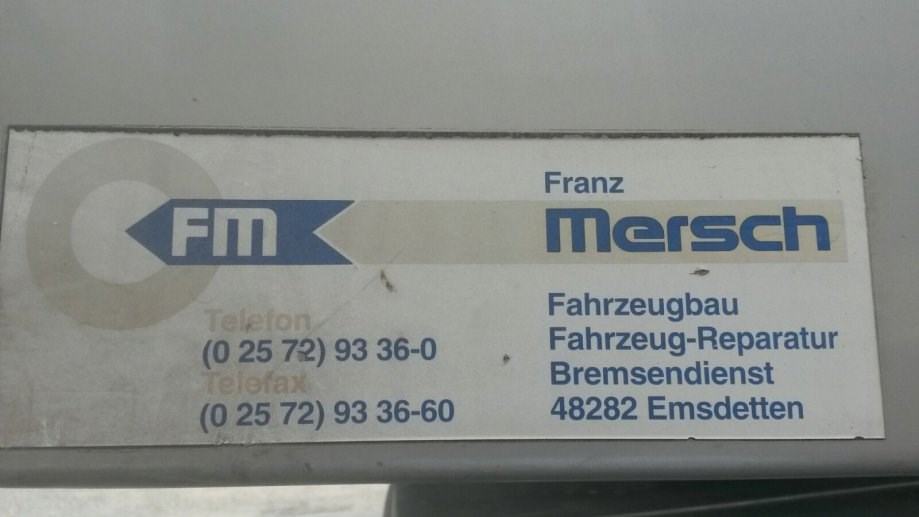 FM
Franz
Mersch
Telefon
(0 25 72) 93 36-0
Telefax
(0 25 72) 93 36-60
Fahrzeugbau
Fahrzeug-Reparatur
Bremsendienst
48282 Emsdetten